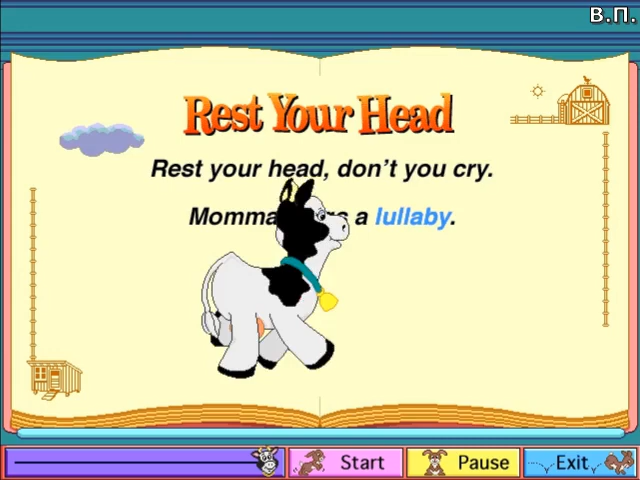 В.П.
Rest Your Head
Rest your head, don't you cry.
Momma a lullaby.
Start
Pause
Exit